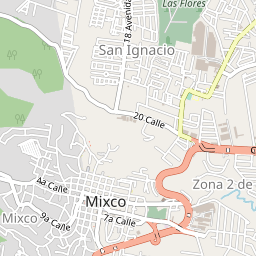 Las Flores
18 Avenida
San Ignacio
20 Calle
Zona 2 de
4a Calle
Mixco
Mixco
9a Calle
7a Calle